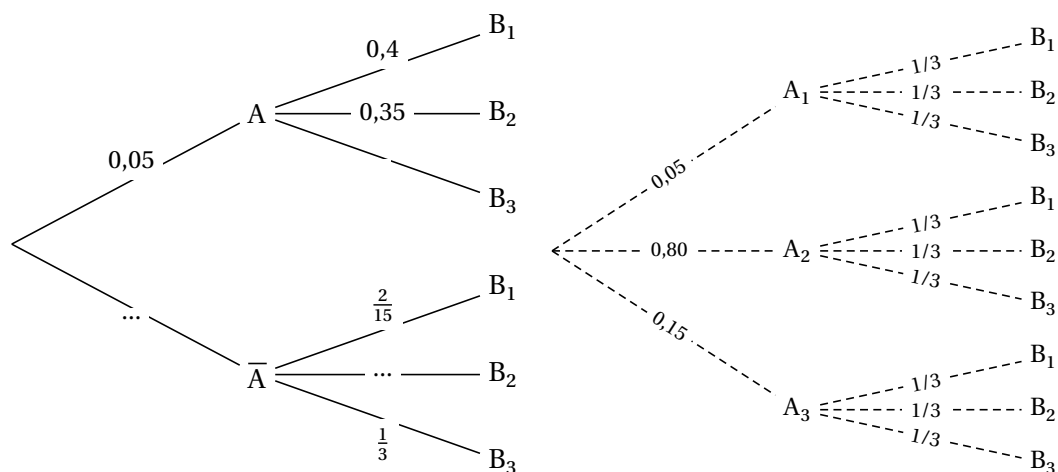 B₁
0,4
A
0,35
B₂
0,05
B₃
...
B₁
2/15
A̅
...
B₂
1/3
B₃
B₁
1/3
A₁
1/3
B₂
1/3
B₃
0,05
B₁
1/3
0,80
A₂
1/3
B₂
1/3
B₃
0,15
B₁
1/3
A₃
1/3
B₂
1/3
B₃